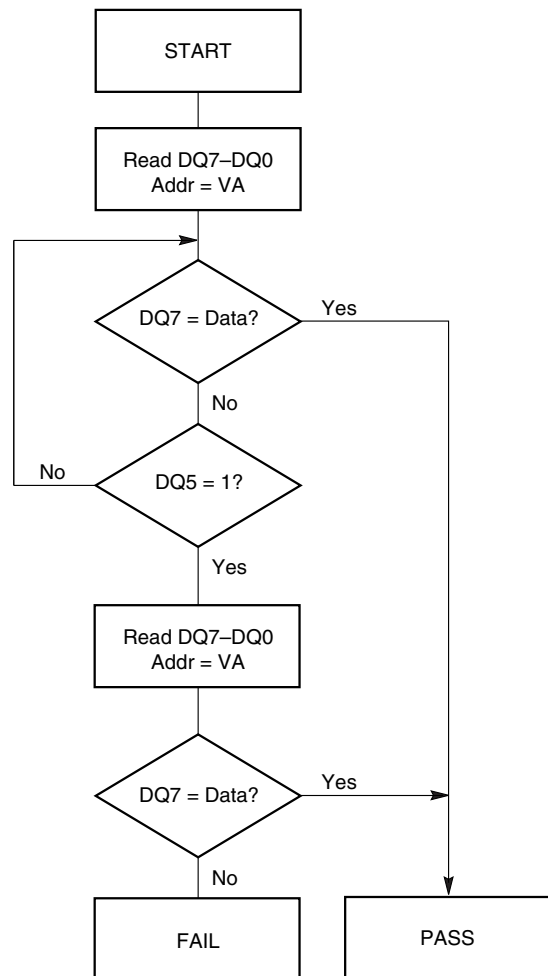 START
Read DQ7–DQ0
Addr = VA
DQ7 = Data?
Yes
No
No
DQ5 = 1?
Yes
Read DQ7–DQ0
Addr = VA
DQ7 = Data?
Yes
No
FAIL
PASS